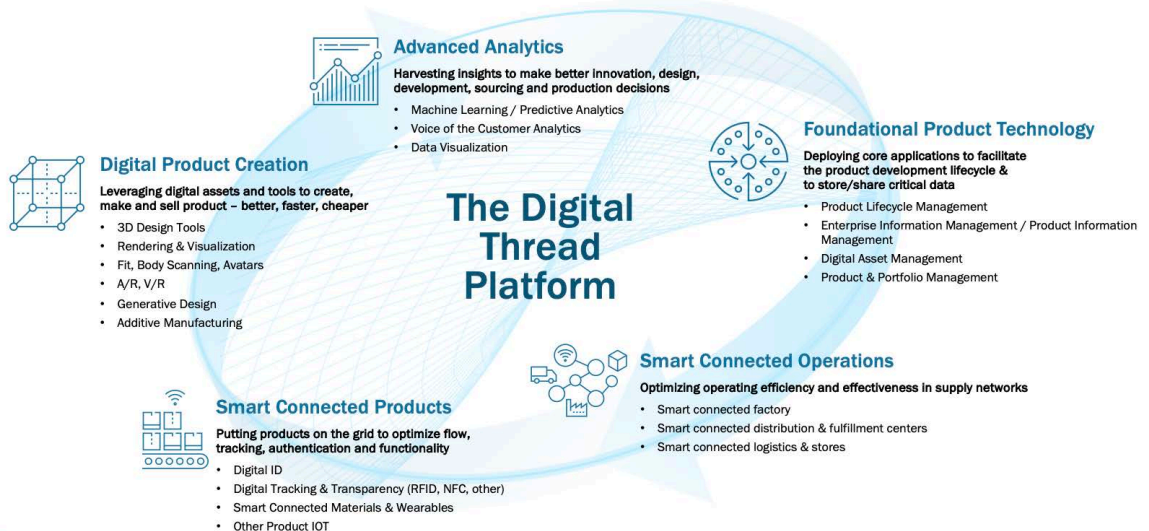 Advanced Analytics
Harvesting insights to make better innovation, design,
development, sourcing and production decisions
• Machine Learning / Predictive Analytics
• Voice of the Customer Analytics
• Data Visualization
Foundational Product Technology
Deploying core applications to facilitate
the product development lifecycle &
to store/share critical data
• Product Lifecycle Management
• Enterprise Information Management / Product Information
Management
• Digital Asset Management
• Product & Portfolio Management
Digital Product Creation
Leveraging digital assets and tools to create,
make and sell product – better, faster, cheaper
• 3D Design Tools
• Rendering & Visualization
• Fit, Body Scanning, Avatars
• A/R, V/R
• Generative Design
• Additive Manufacturing
The Digital
Thread
Platform
Smart Connected Operations
Optimizing operating efficiency and effectiveness in supply networks
• Smart connected factory
• Smart connected distribution & fulfillment centers
• Smart connected logistics & stores
Smart Connected Products
Putting products on the grid to optimize flow,
tracking, authentication and functionality
• Digital ID
• Digital Tracking & Transparency (RFID, NFC, other)
• Smart Connected Materials & Wearables
• Other Product IOT